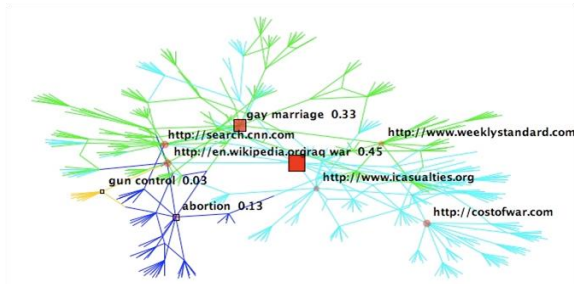 gay marriage 0.33
http://search.cnn.com
http://www.weeklystandard.com
http://en.wikipedia.orgiraq war 0.45
http://www.icasualties.org
gun control 0.03
abortion 0.13
http://costofwar.com